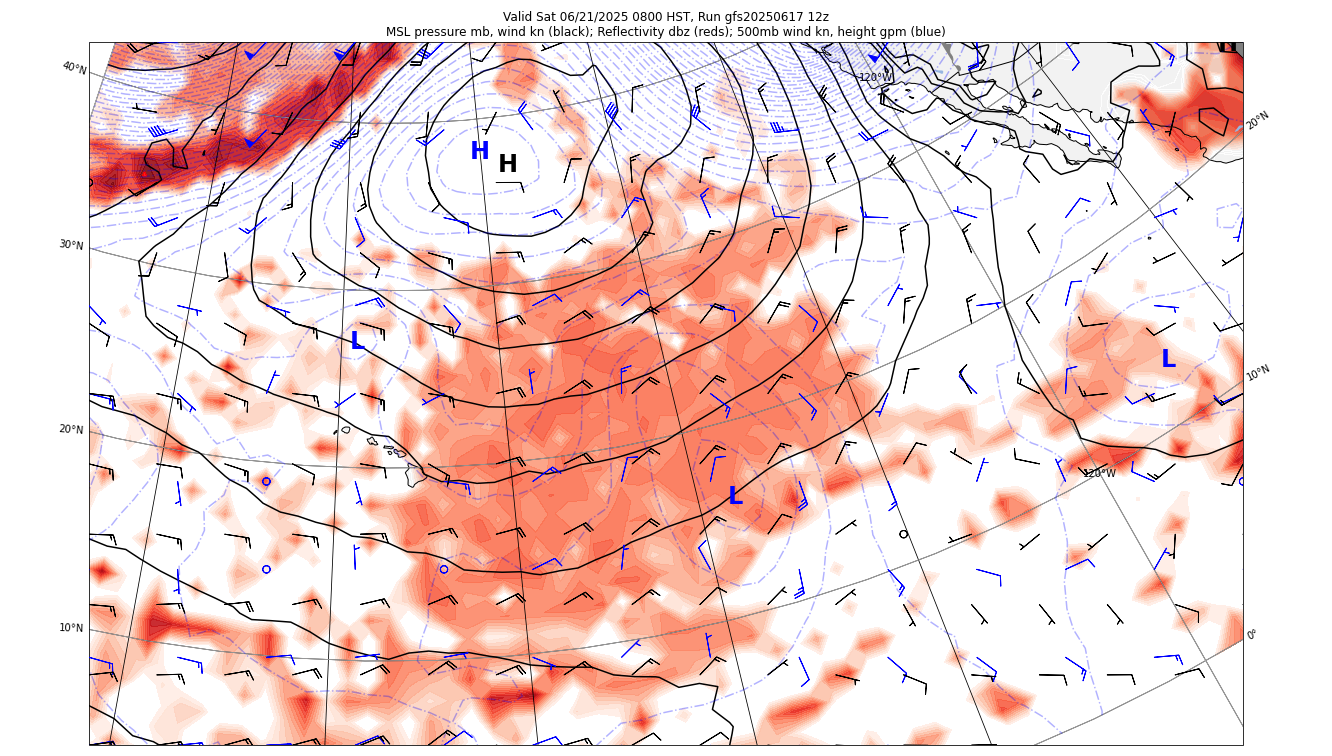 Valid Sat 06/21/2025 0800 HST, Run gfs20250617 12z
MSL pressure mb, wind kn (black); Reflectivity dbz (reds); 500mb wind kn, height gpm (blue)
40°N
120°W
20°N
H
H
30°N
L
L
10°N
20°N
120°W
L
10°N
0°